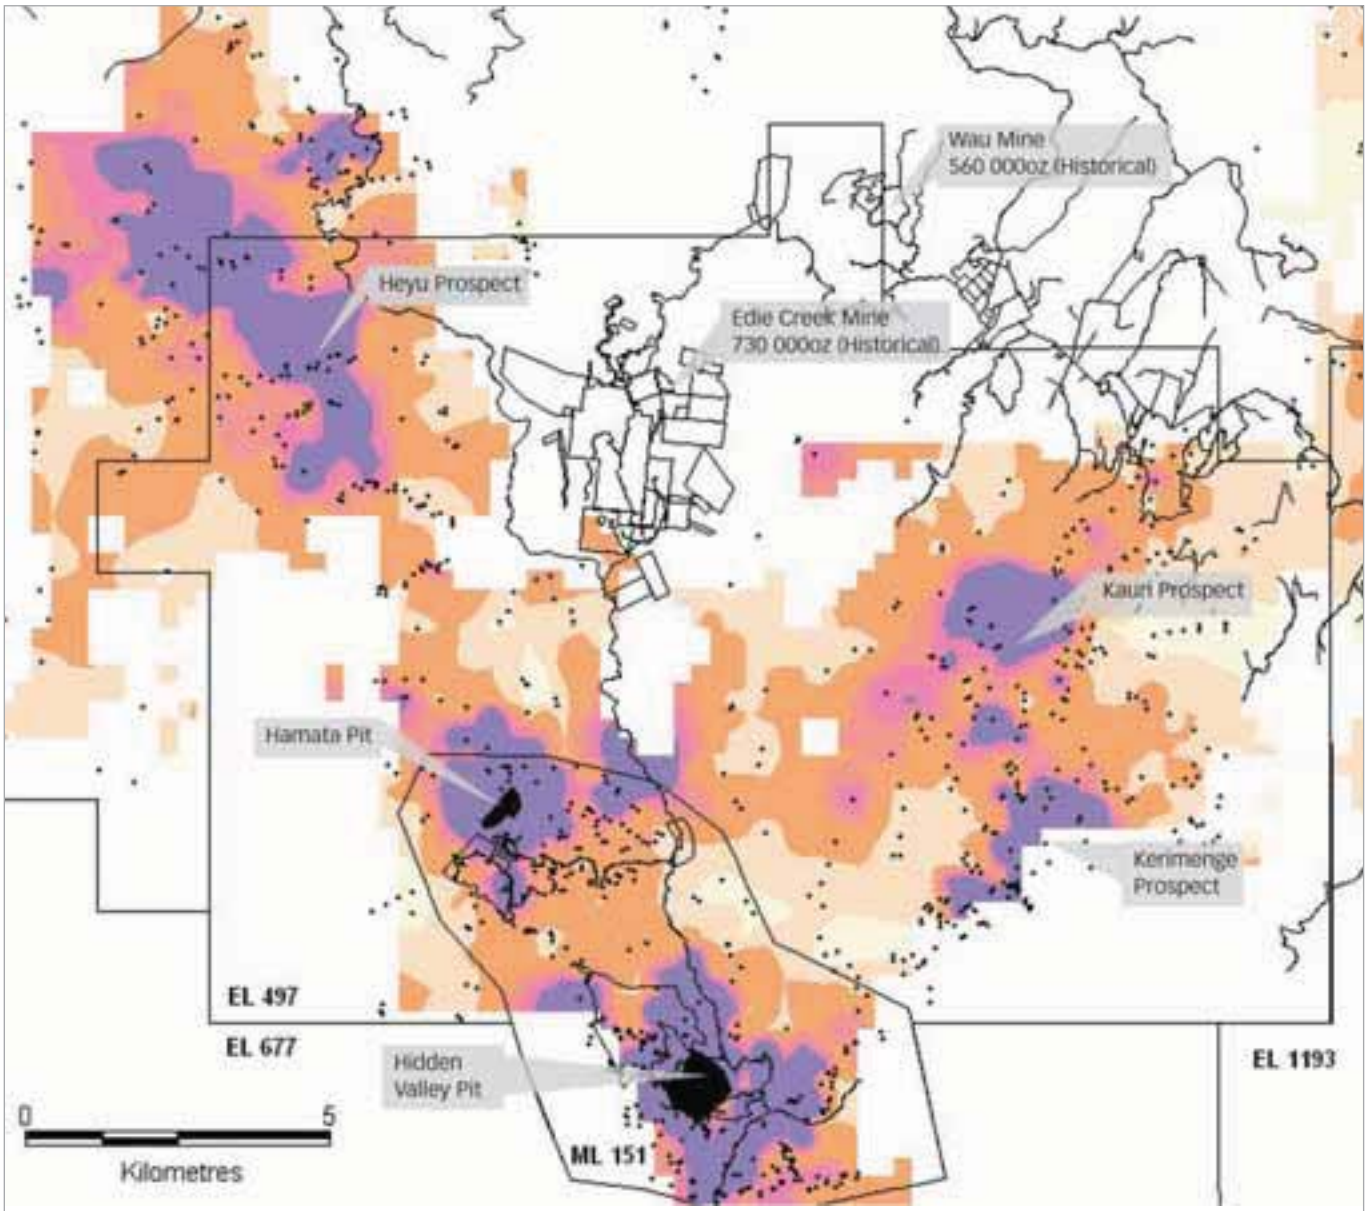 Wau Mine
560 000oz (Historical)
Heyu Prospect
Edie Creek Mine
730 000oz (Historical)
Kauri Prospect
Hamata Pit
Kerimenge
Prospect
EL 497
EL 677
Hidden
Valley Pit
EL 1193
ML 151
0 5
Kilometres